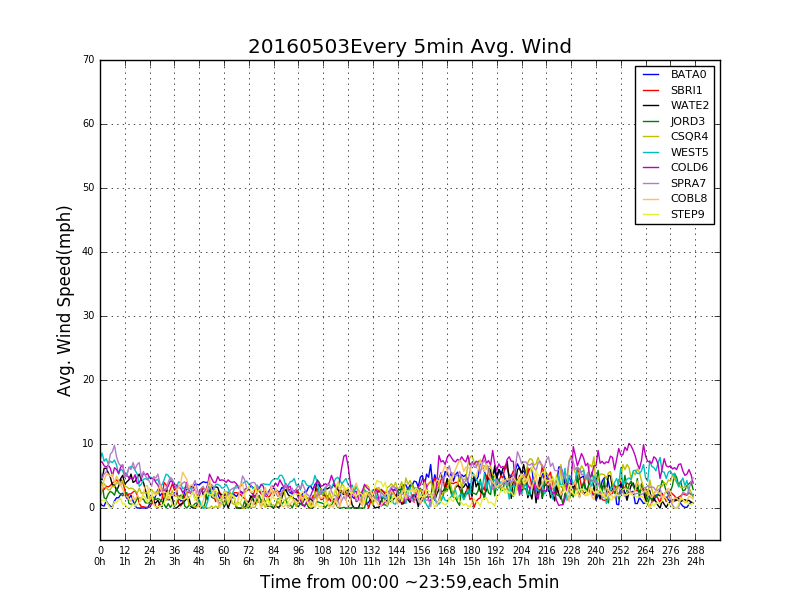 20160503Every 5min Avg. Wind
Avg. Wind Speed(mph)
70
60
50
40
30
20
10
0
BATA0
SBRI1
WATE2
JORD3
CSQR4
WEST5
COLD6
SPRA7
COBL8
STEP9
0 12 24 36 48 60 72 84 96 108 120 132 144 156 168 180 192 204 216 228 240 252 264 276 288
0h 1h 2h 3h 4h 5h 6h 7h 8h 9h 10h 11h 12h 13h 14h 15h 16h 17h 18h 19h 20h 21h 22h 23h 24h
Time from 00:00 ~23:59,each 5min